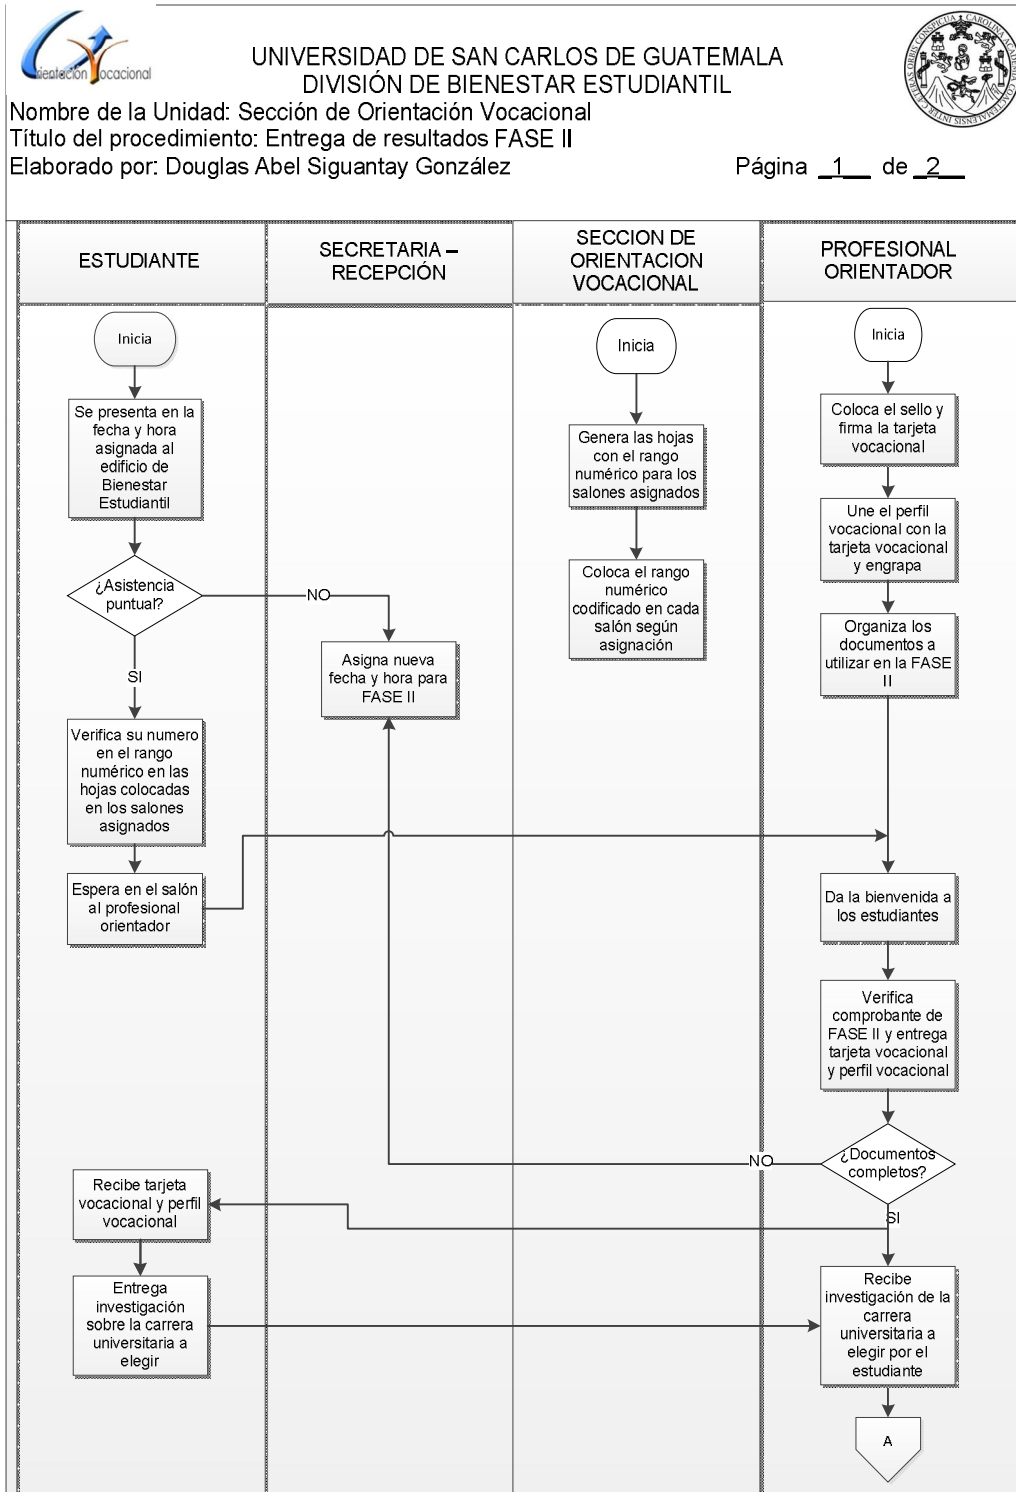 Orientación Vocacional
UNIVERSIDAD DE SAN CARLOS DE GUATEMALA
DIVISIÓN DE BIENESTAR ESTUDIANTIL
Nombre de la Unidad: Sección de Orientación Vocacional
Título del procedimiento: Entrega de resultados FASE II
Elaborado por: Douglas Abel Siguantay González
Página 1 de 2
ESTUDIANTE
SECRETARIA –
RECEPCIÓN
SECCION DE
ORIENTACION
VOCACIONAL
PROFESIONAL
ORIENTADOR
Inicia
Se presenta en la
fecha y hora
asignada al
edificio de
Bienestar
Estudiantil
¿Asistencia
puntual?
NO
SI
Verifica su numero
en el rango
numérico en las
hojas colocadas
en los salones
asignados
Espera en el salón
al profesional
orientador
Recibe tarjeta
vocacional y perfil
vocacional
Entrega
investigación
sobre la carrera
universitaria a
elegir
Asigna nueva
fecha y hora para
FASE II
Inicia
Genera las hojas
con el rango
numérico para los
salones asignados
Coloca el rango
numérico
codificado en cada
salón según
asignación
Inicia
Coloca el sello y
firma la tarjeta
vocacional
Une el perfil
vocacional con la
tarjeta vocacional
y engrapa
Organiza los
documentos a
utilizar en la FASE
II
Da la bienvenida a
los estudiantes
Verifica
comprobante de
FASE II y entrega
tarjeta vocacional
y perfil vocacional
¿Documentos
completos?
NO
SI
Recibe
investigación de la
carrera
universitaria a
elegir por el
estudiante
A